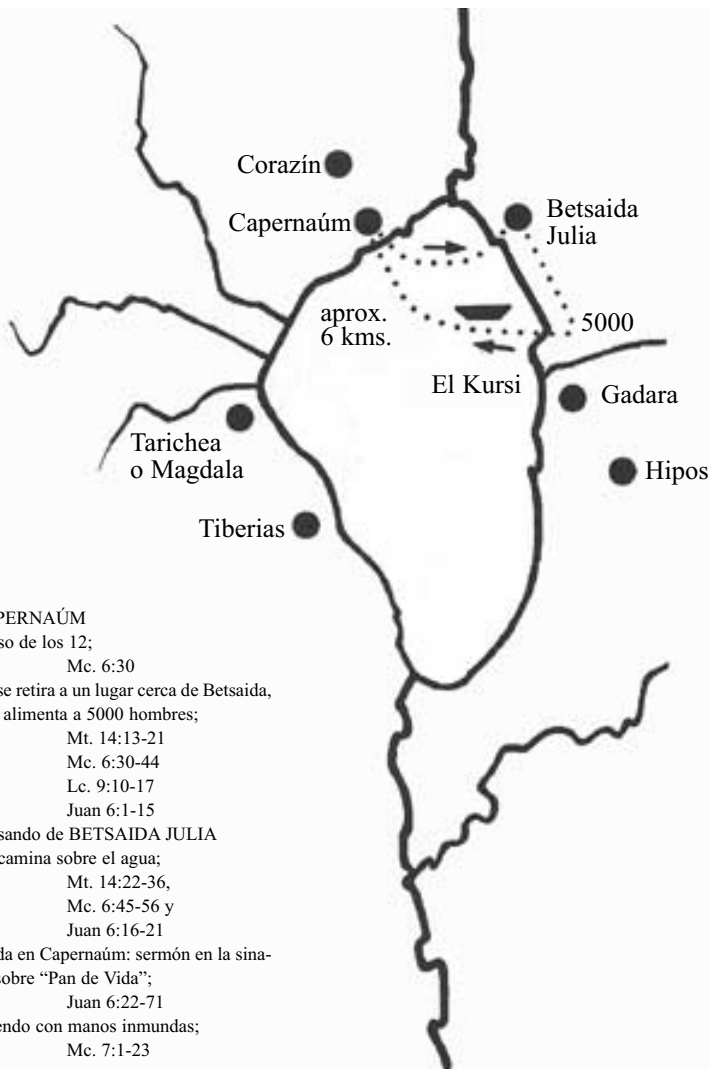 Corazín
Capernaúm
Betsaida
Julia
aprox.
6 kms.
5000
El Kursi
Gadara
Tarichea
o Magdala
Hipos
Tiberias
PERNAÚM
so de los 12;
Mc. 6:30
se retira a un lugar cerca de Betsaida,
alimenta a 5000 hombres;
Mt. 14:13-21
Mc. 6:30-44
Lc. 9:10-17
Juan 6:1-15
sando de BETSAIDA JULIA
camina sobre el agua;
Mt. 14:22-36,
Mc. 6:45-56 y
Juan 6:16-21
da en Capernaúm: sermón en la sina-
sobre “Pan de Vida”;
Juan 6:22-71
endo con manos inmundas;
Mc. 7:1-23